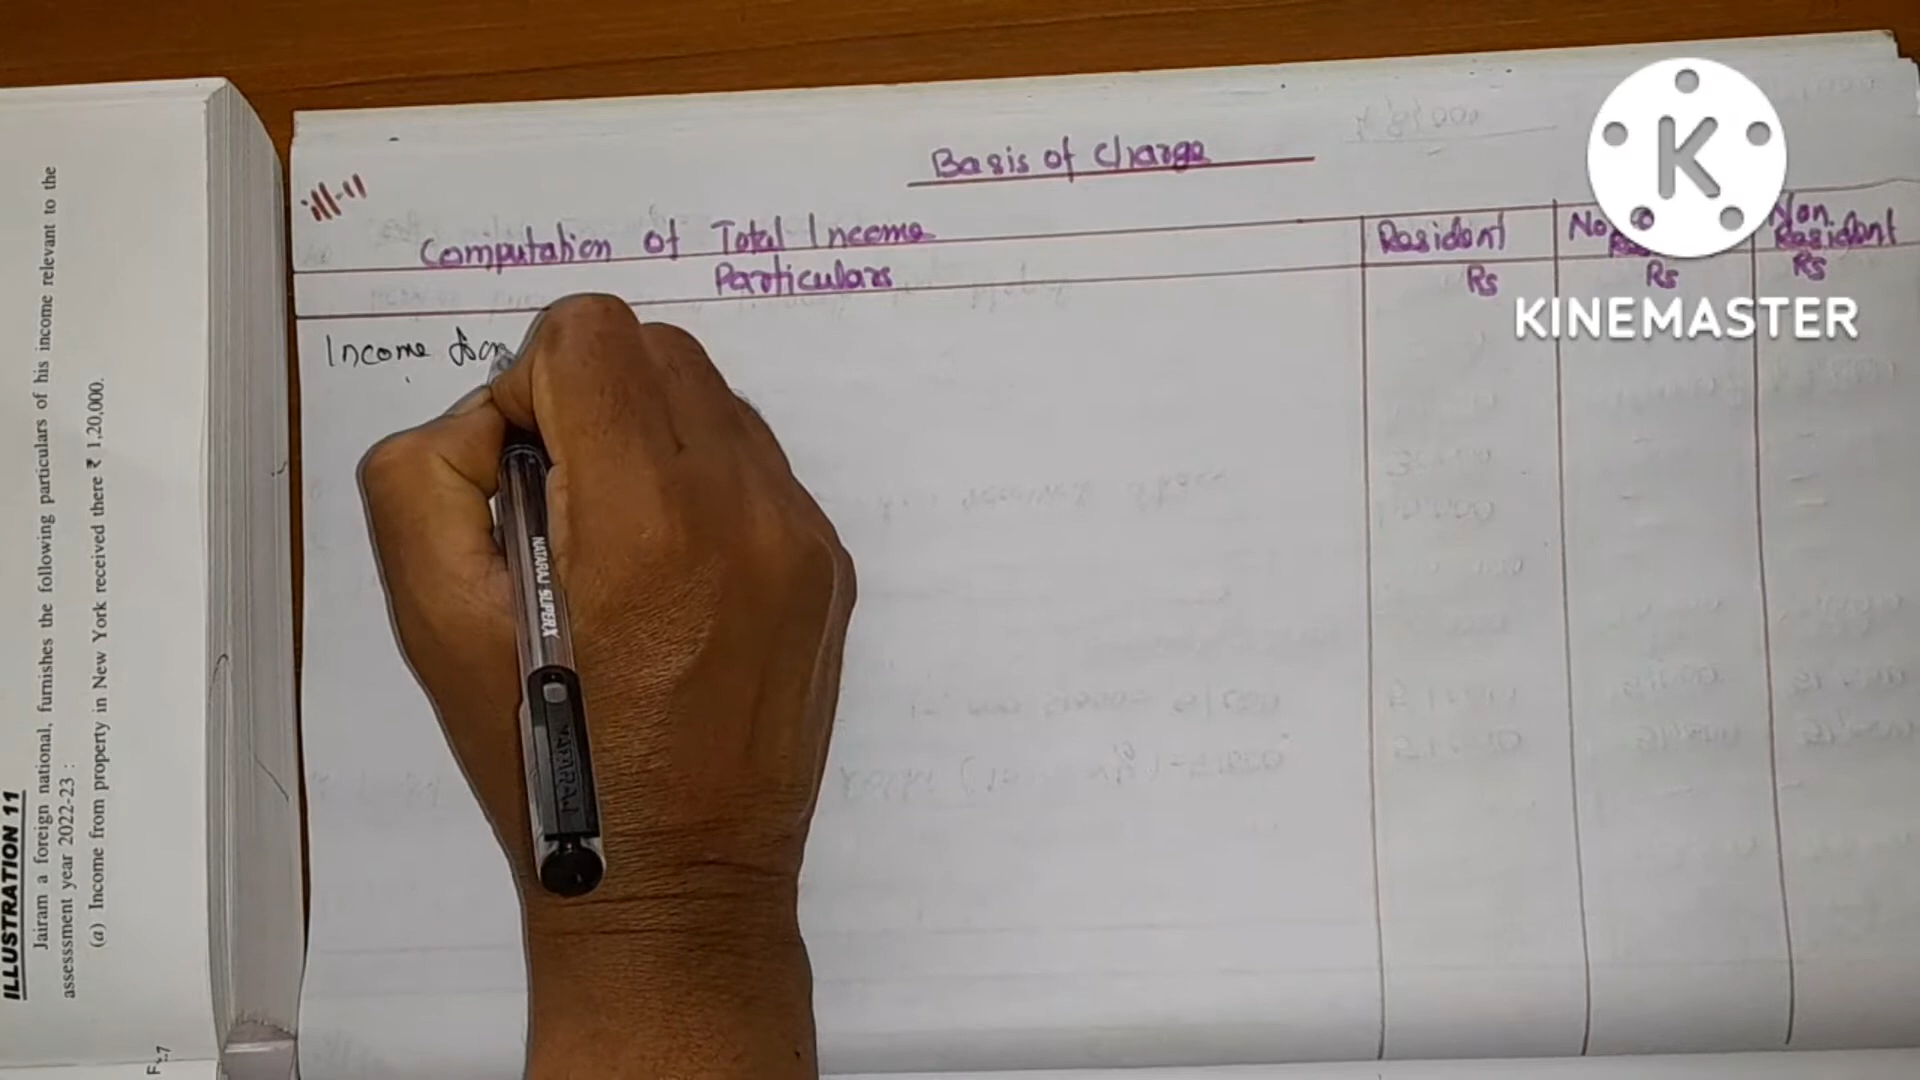 ILLUSTRATION 11
Jairam a foreign national, furnishes the following particulars of his income relevant to the
assessment year 2022-23 :
(a) Income from property in New York received there ₹ 1,20,000.
Basis of charge
ill-11
Computation of Total Income
Particulars
Resident
Rs
No
Rs
Non
Resident
Rs
Income
KINEMASTER
NATARAJ SUPERX
NATARAJ